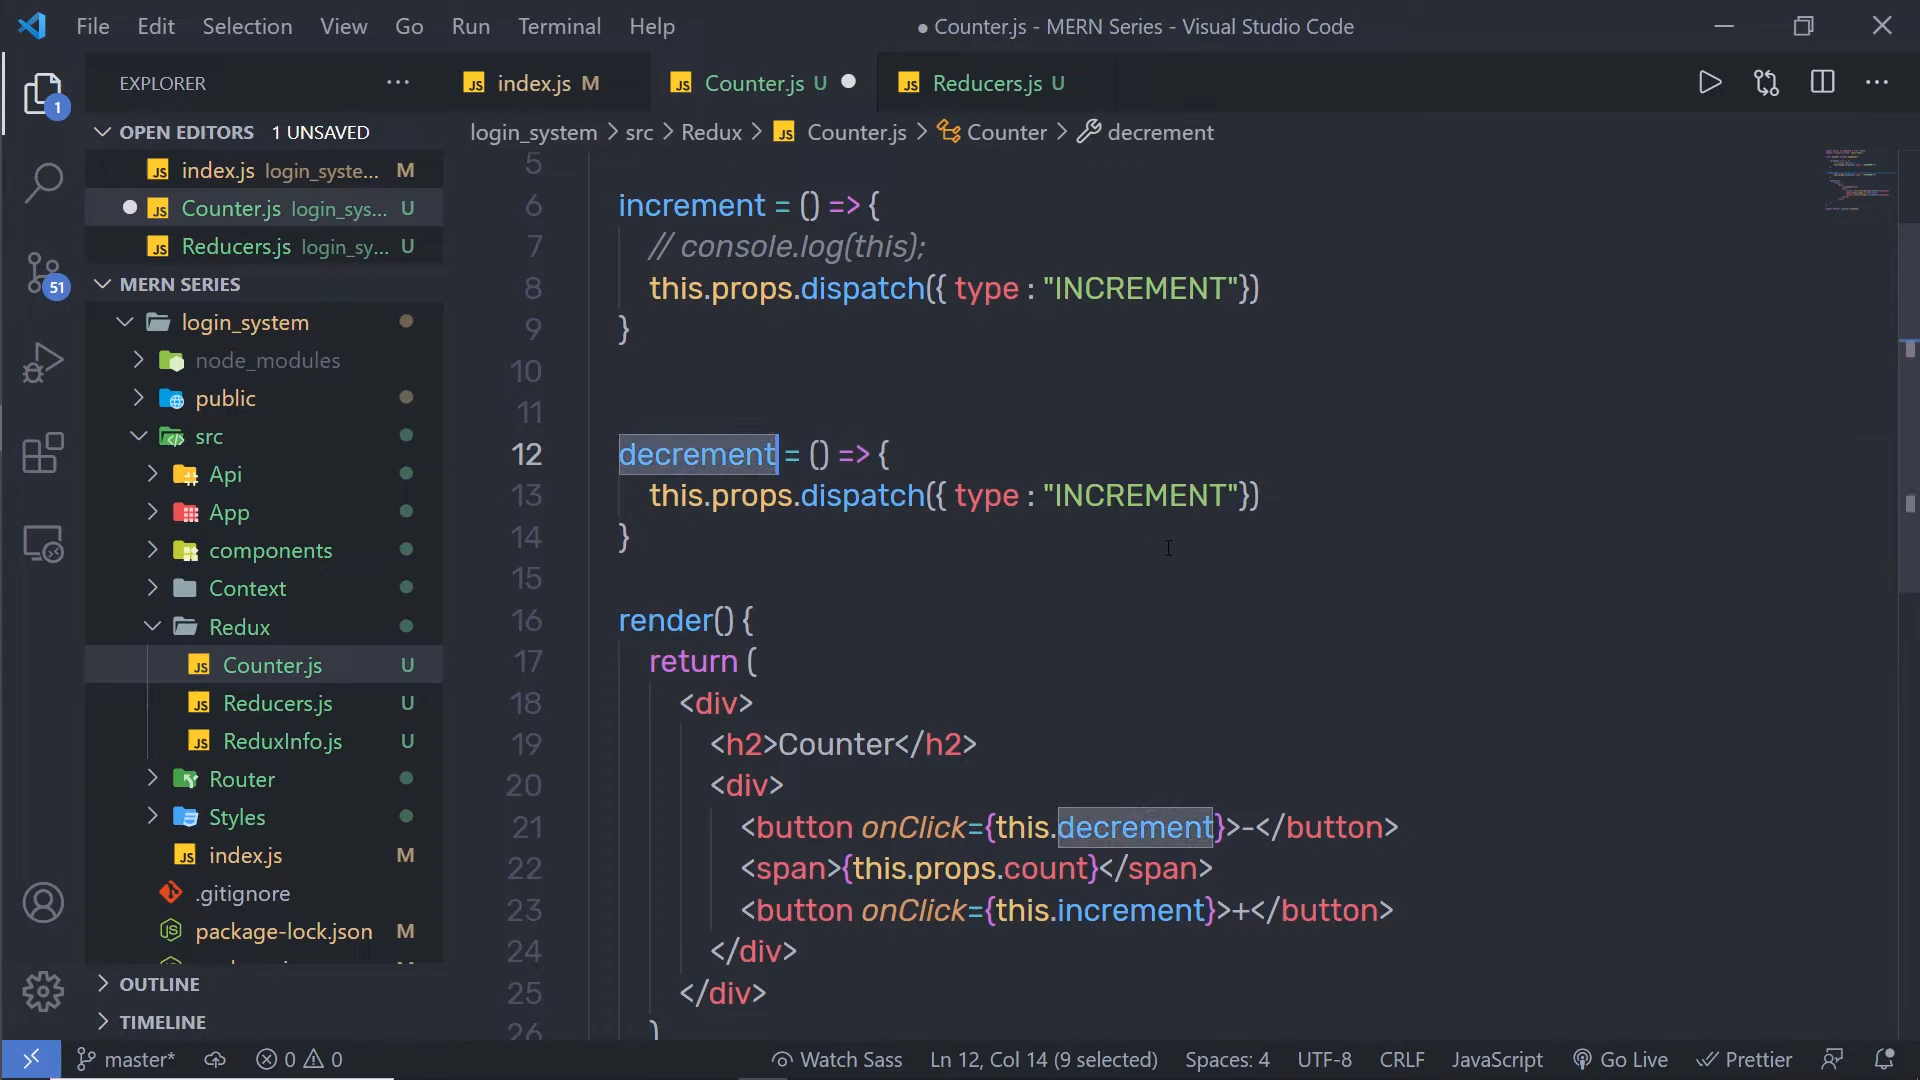 File Edit Selection View Go Run Terminal Help
● Counter.js - MERN Series - Visual Studio Code
EXPLORER
index.js M
Counter.js U
Reducers.js U
OPEN EDITORS 1 UNSAVED
index.js login_syste... M
Counter.js login_sys... U
Reducers.js login_sy... U
MERN SERIES
login_system
node_modules
public
src
Api
App
components
Context
Redux
Counter.js U
Reducers.js U
ReduxInfo.js U
Router
Styles
index.js M
.gitignore
package-lock.json M
OUTLINE
TIMELINE
1
51
login_system > src > Redux > Counter.js > Counter > decrement
5
6 increment = () => {
7 // console.log(this);
8 this.props.dispatch({ type : "INCREMENT"})
9 }
10
11
12 decrement = () => {
13 this.props.dispatch({ type : "INCREMENT"})
14 }
15
16 render() {
17 return (
18 <div>
19 <h2>Counter</h2>
20 <div>
21 <button onClick={this.decrement}>-</button>
22 <span>{this.props.count}</span>
23 <button onClick={this.increment}>+</button>
24 </div>
25 </div>
26 )
master* 0 0 Watch Sass Ln 12, Col 14 (9 selected) Spaces: 4 UTF-8 CRLF JavaScript Go Live Prettier